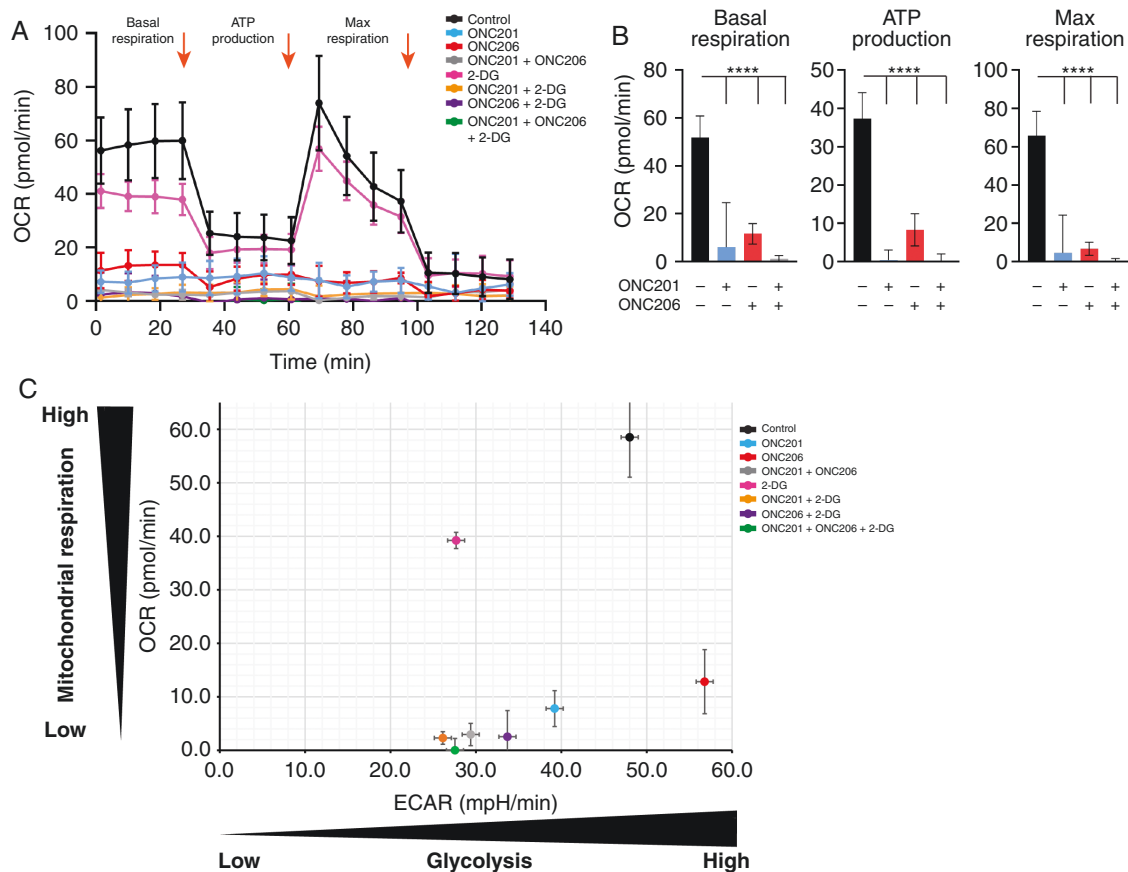 A
Basal
respiration
ATP
production
Max
respiration
Control
ONC201
ONC206
ONC201 + ONC206
2-DG
ONC201 + 2-DG
ONC206 + 2-DG
ONC201 + ONC206
+ 2-DG
OCR (pmol/min)
100
80
60
40
20
0
0
20
40
60
80
100
120
140
Time (min)
B
Basal
respiration
ATP
production
Max
respiration
OCR (pmol/min)
80
60
40
20
0
****
50
40
30
20
10
0
****
100
80
60
40
20
0
****
ONC201 – + – + – + – + – + – +
ONC206 – – + + – – + + – – + +
C
High
Mitochondrial respiration
Low
OCR (pmol/min)
60.0
50.0
40.0
30.0
20.0
10.0
0.0
0.0
10.0
20.0
30.0
40.0
50.0
60.0
ECAR (mpH/min)
Control
ONC201
ONC206
ONC201 + ONC206
2-DG
ONC201 + 2-DG
ONC206 + 2-DG
ONC201 + ONC206 + 2-DG
Low
Glycolysis
High